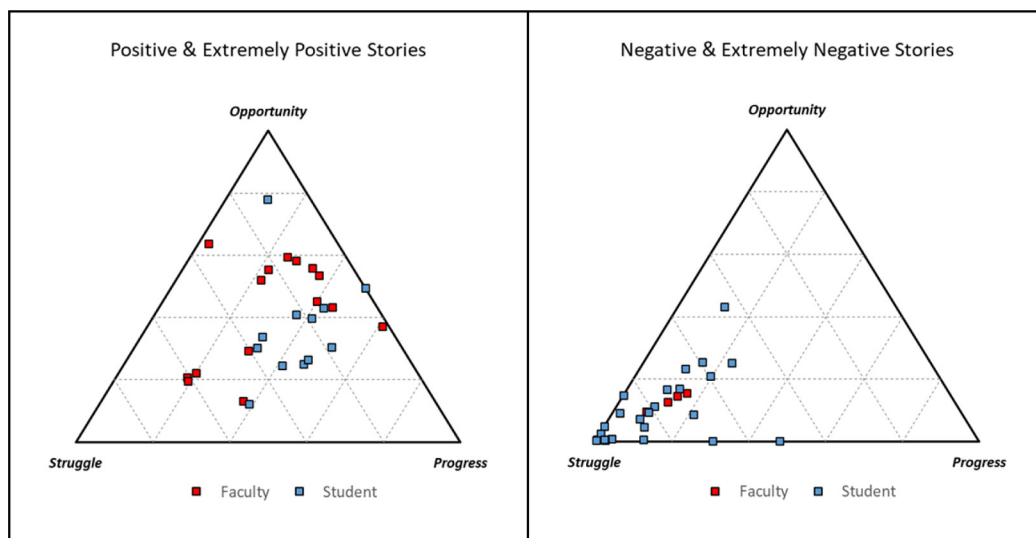 Positive & Extremely Positive Stories
Opportunity
Struggle
Progress
Faculty
Student
Negative & Extremely Negative Stories
Opportunity
Struggle
Progress
Faculty
Student